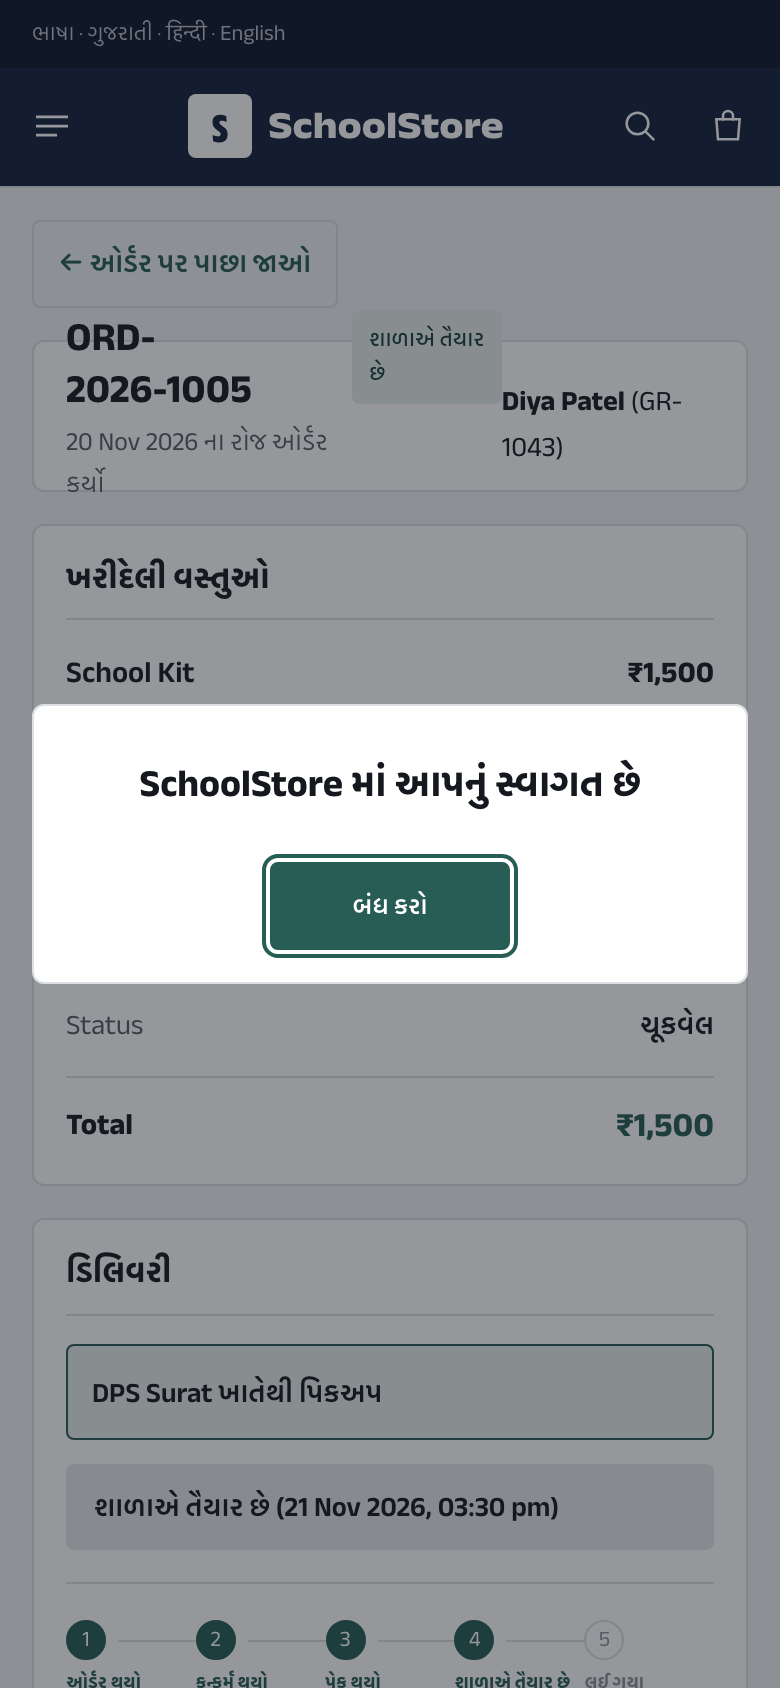 ભાષા · ગુજરાતી · हिन्दी · English
S SchoolStore
← ઓર્ડર પર પાછા જાઓ
ORD-
2026-1005
20 Nov 2026 ના રોજ ઓર્ડર
કર્યો
શાળાએ તૈયાર
છે
Diya Patel (GR-
1043)
ખરીદેલી વસ્તુઓ
School Kit ₹1,500
SchoolStore માં આપનું સ્વાગત છે
બંધ કરો
Status ચૂકવેલ
Total ₹1,500
ડિલિવરી
DPS Surat ખાતેથી પિકઅપ
શાળાએ તૈયાર છે (21 Nov 2026, 03:30 pm)
1 2 3 4 5
ઓર્ડર થયો કન્ફર્મ થયો પેક થયો શાળાએ તૈયાર છે લઈ ગયા